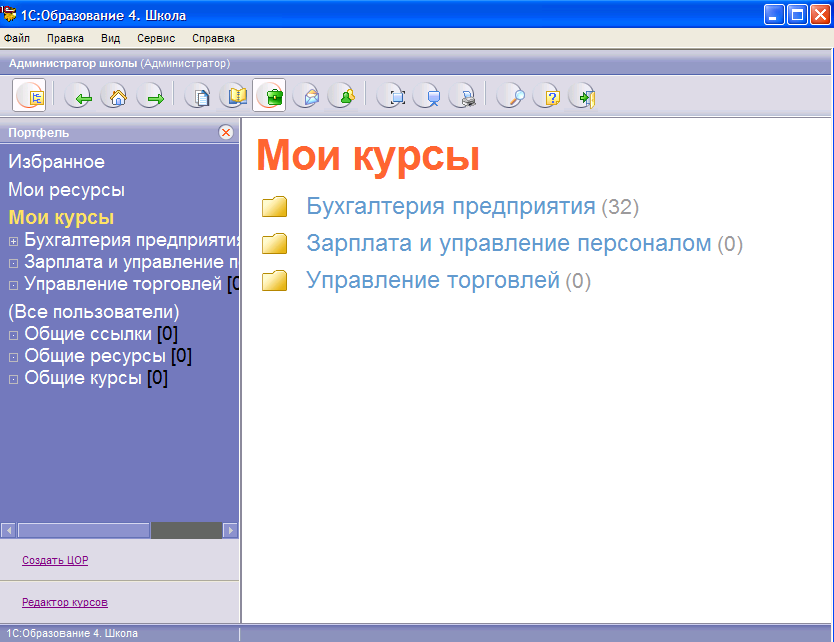 1С:Образование 4. Школа
Файл Правка Вид Сервис Справка
Администратор школы (Администратор)
Портфель
Избранное
Мои ресурсы
Мои курсы
Бухгалтерия предприятия
Зарплата и управление п
Управление торговлей [0
(Все пользователи)
Общие ссылки [0]
Общие ресурсы [0]
Общие курсы [0]
Создать ЦОР
Редактор курсов
Мои курсы
Бухгалтерия предприятия (32)
Зарплата и управление персоналом (0)
Управление торговлей (0)
1С:Образование 4. Школа